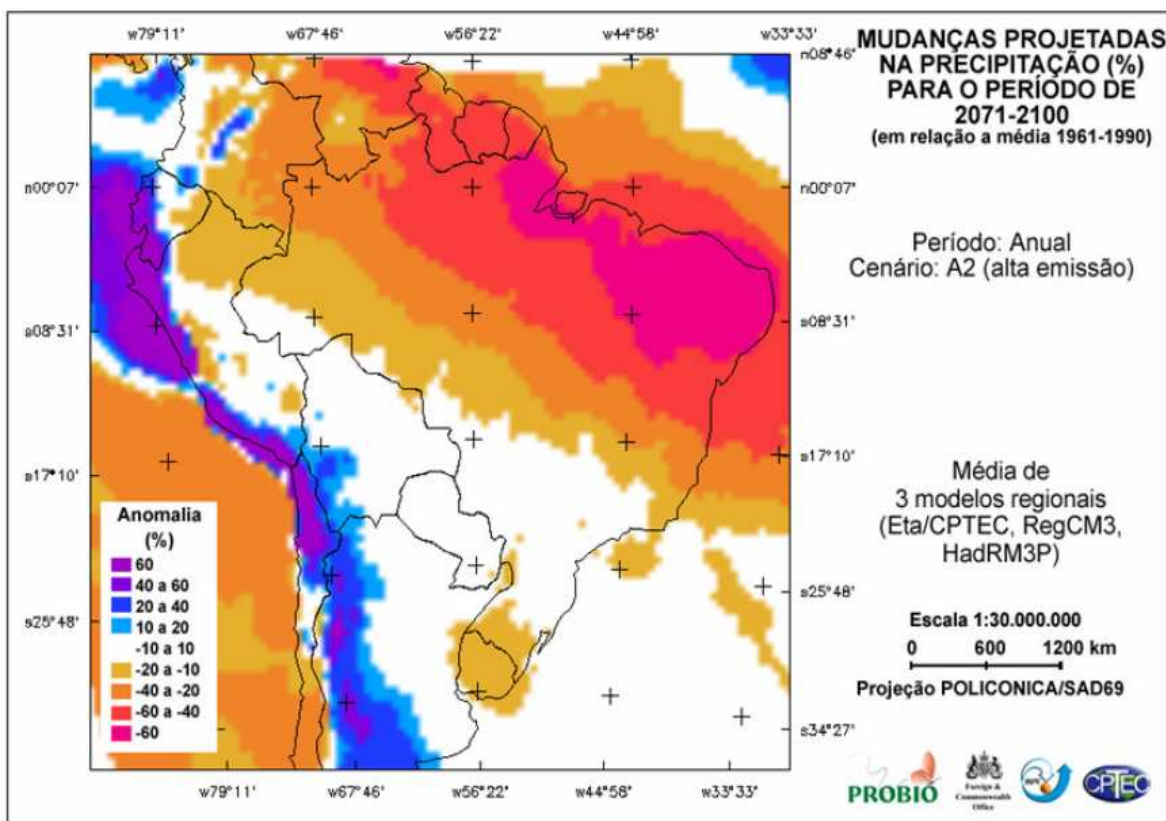 w79°11' w67°46' w56°22' w44°58' w33°33'
n08°46'
n00°07' n00°07'
s08°31' s08°31'
s17°10' s17°10'
s25°48' s25°48'
s34°27'
w79°11' w67°46' w56°22' w44°58' w33°33'
Anomalia
(%)
60
40 a 60
20 a 40
10 a 20
-10 a 10
-20 a -10
-40 a -20
-60 a -40
-60
MUDANÇAS PROJETADAS
NA PRECIPITAÇÃO (%)
PARA O PERÍODO DE
2071-2100
(em relação a média 1961-1990)
Período: Anual
Cenário: A2 (alta emissão)
Média de
3 modelos regionais
(Eta/CPTEC, RegCM3,
HadRM3P)
Escala 1:30.000.000
0 600 1200 km
Projeção POLICONICA/SAD69
PROBIO
Foreign &
Commonwealth
Office
CPTEC